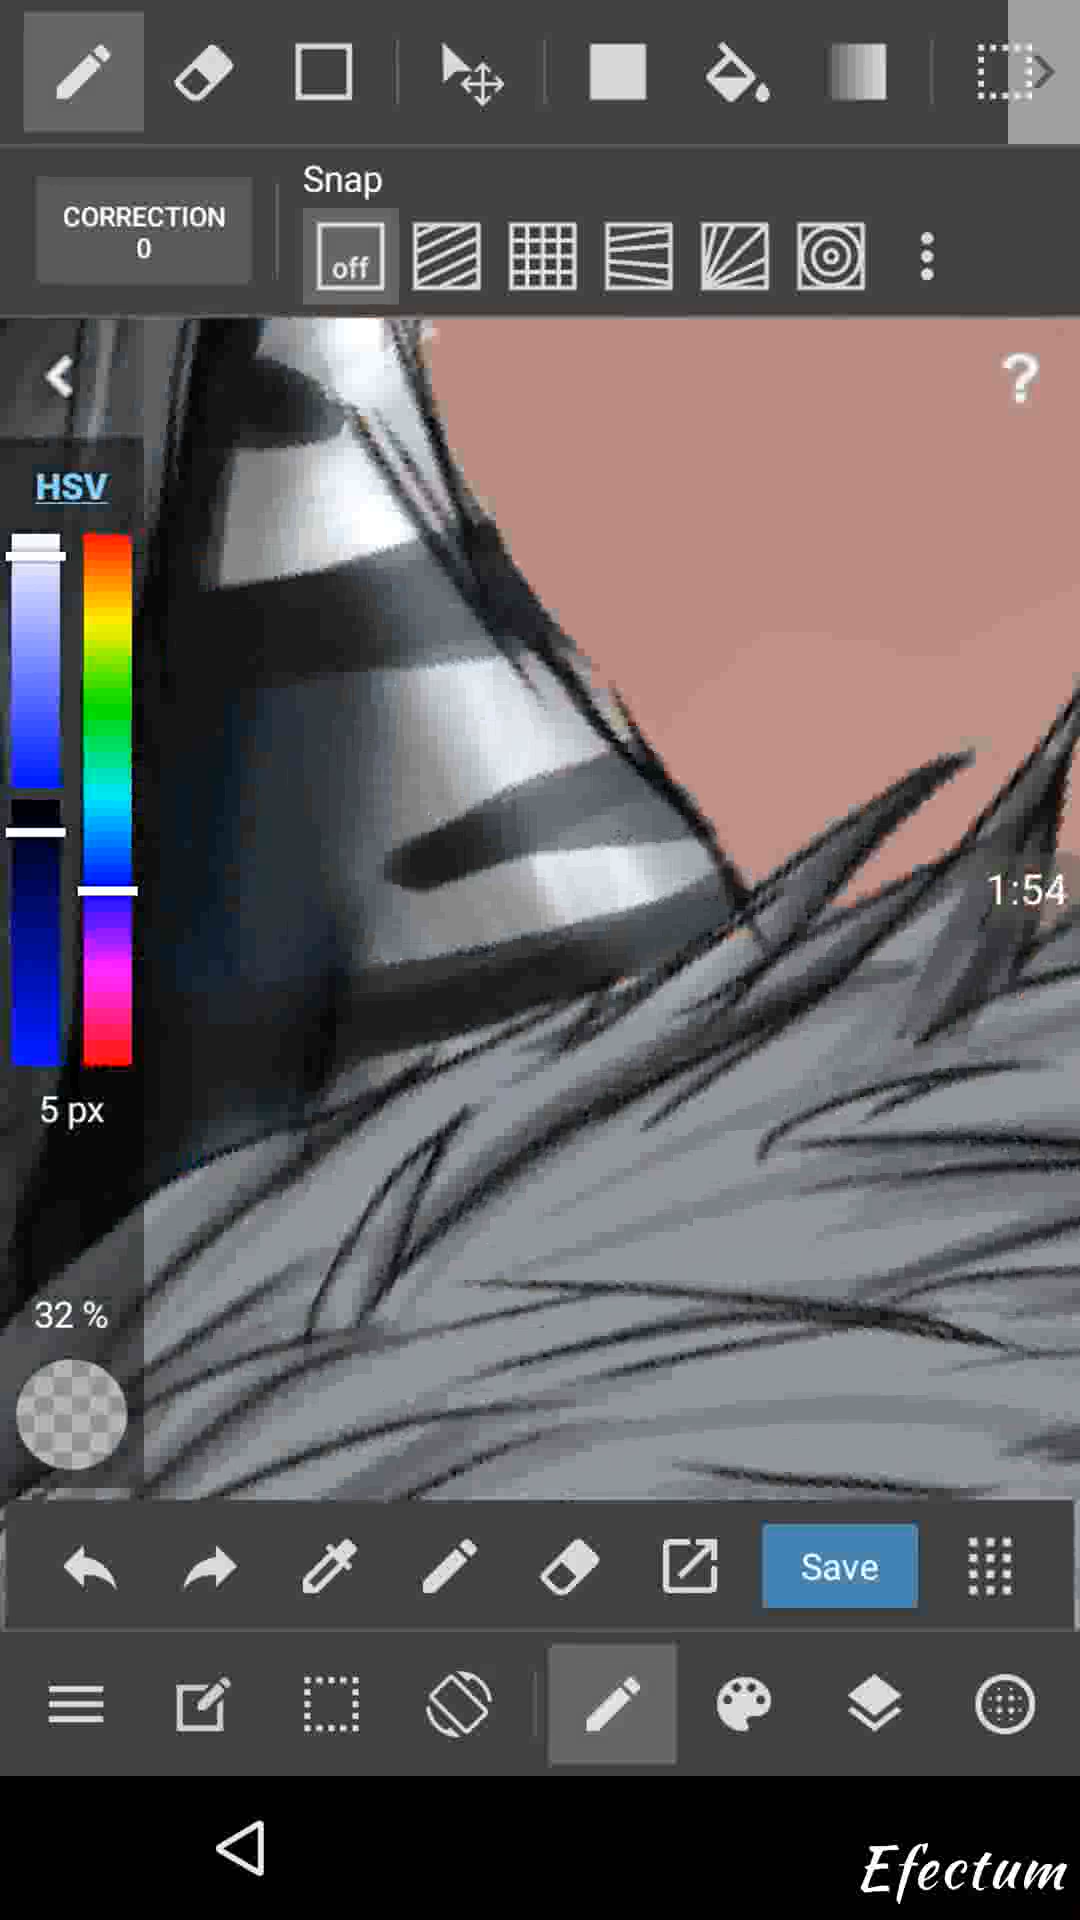 Snap
CORRECTION
0
off
?
HSV
1:54
5 px
32 %
Save
Efectum